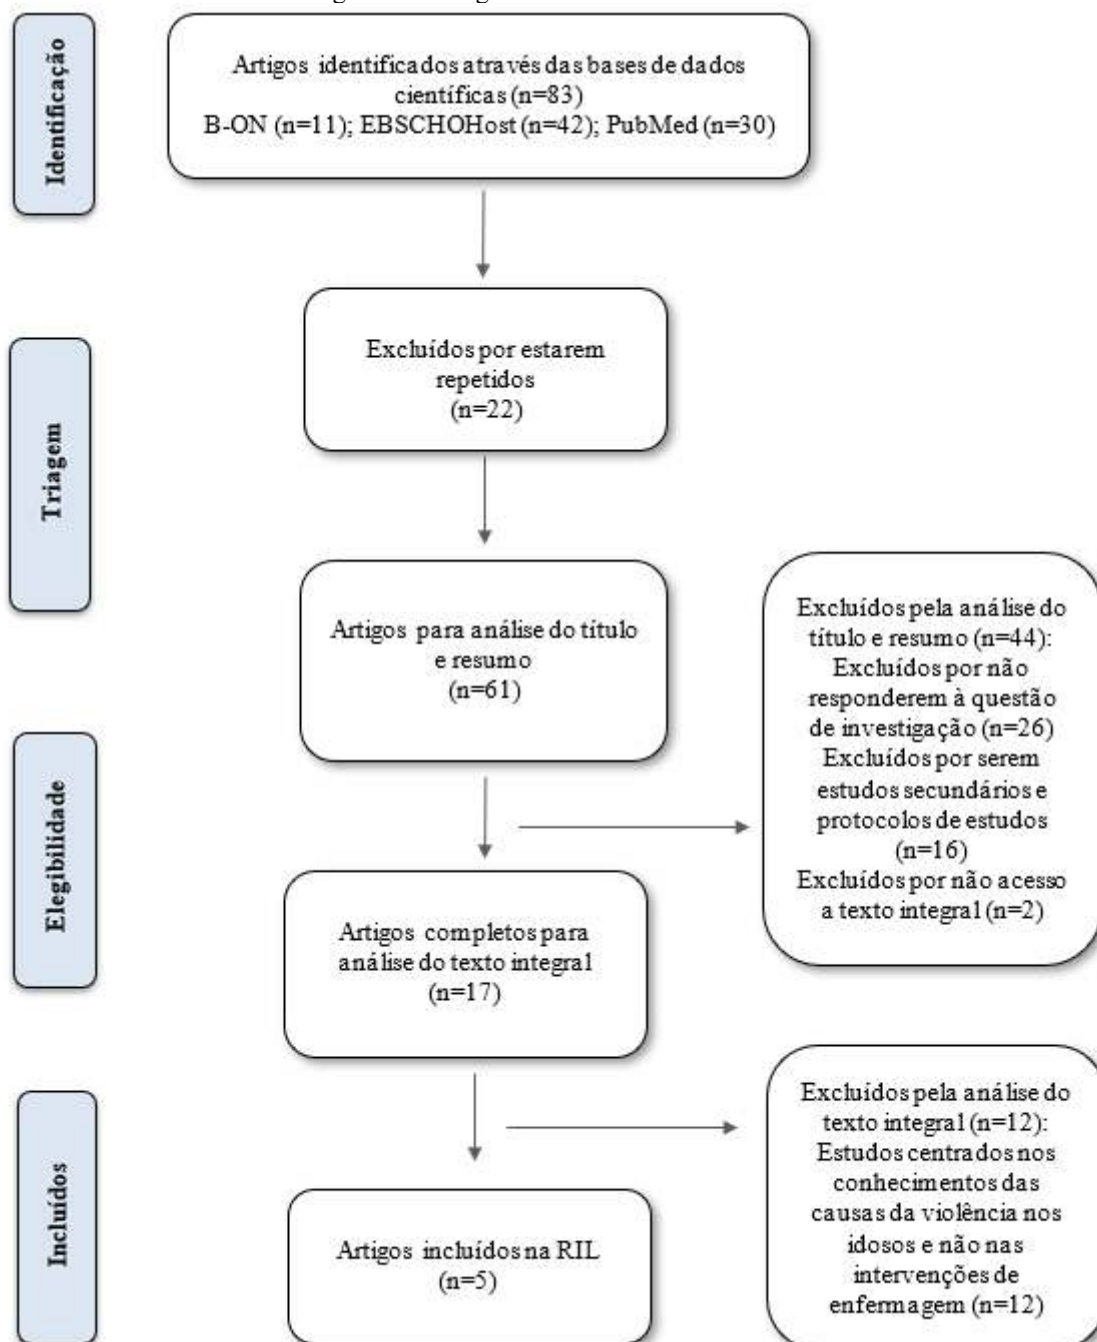 Identificação
Artigos identificados através das bases de dados
científicas (n=83)
B-ON (n=11); EBSCHOHost (n=42); PubMed (n=30)
Triagem
Excluídos por estarem
repetidos
(n=22)
Artigos para análise do título
e resumo
(n=61)
Excluídos pela análise do
título e resumo (n=44):
Excluídos por não
responderem à questão
de investigação (n=26)
Excluídos por serem
estudos secundários e
protocolos de estudos
(n=16)
Excluídos por não acesso
a texto integral (n=2)
Elegibilidade
Artigos completos para
análise do texto integral
(n=17)
Excluídos pela análise do
texto integral (n=12):
Estudos centrados nos
conhecimentos das
causas da violência nos
idosos e não nas
intervenções de
enfermagem (n=12)
Incluídos
Artigos incluídos na RIL
(n=5)